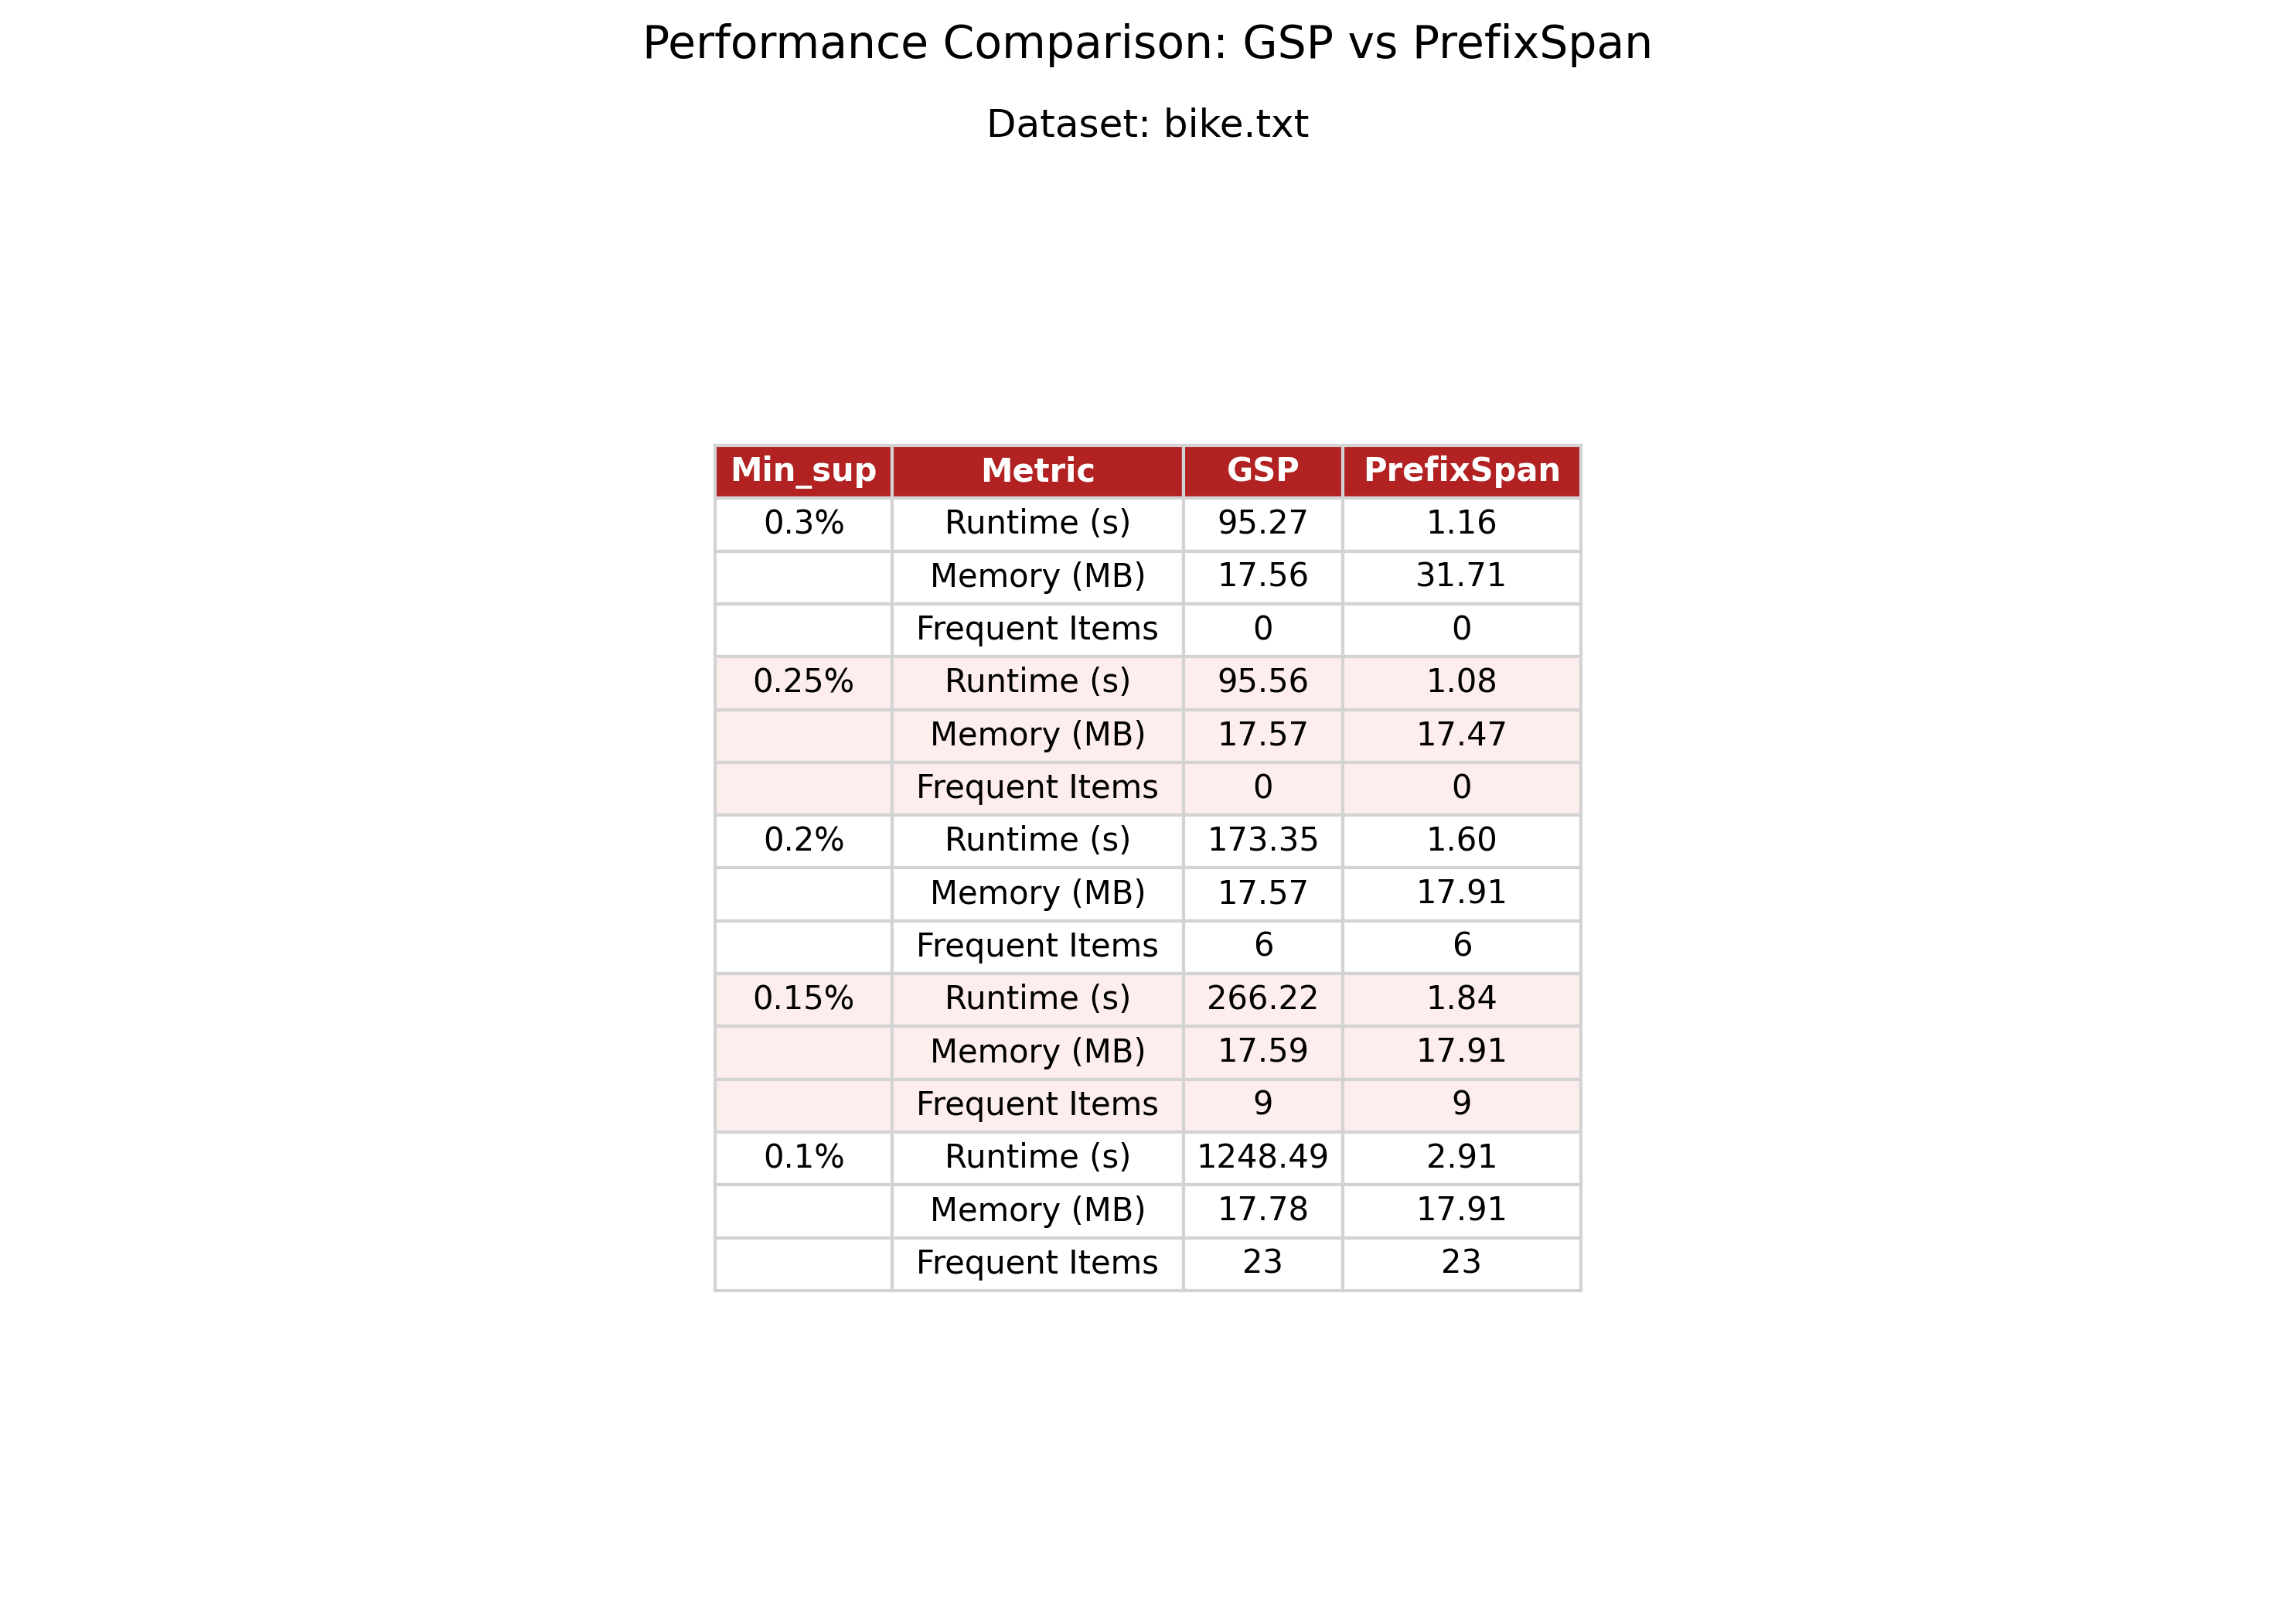 Performance Comparison: GSP vs PrefixSpan
Dataset: bike.txt
Min_sup Metric GSP PrefixSpan
0.3% Runtime (s) 95.27 1.16
Memory (MB) 17.56 31.71
Frequent Items 0 0
0.25% Runtime (s) 95.56 1.08
Memory (MB) 17.57 17.47
Frequent Items 0 0
0.2% Runtime (s) 173.35 1.60
Memory (MB) 17.57 17.91
Frequent Items 6 6
0.15% Runtime (s) 266.22 1.84
Memory (MB) 17.59 17.91
Frequent Items 9 9
0.1% Runtime (s) 1248.49 2.91
Memory (MB) 17.78 17.91
Frequent Items 23 23